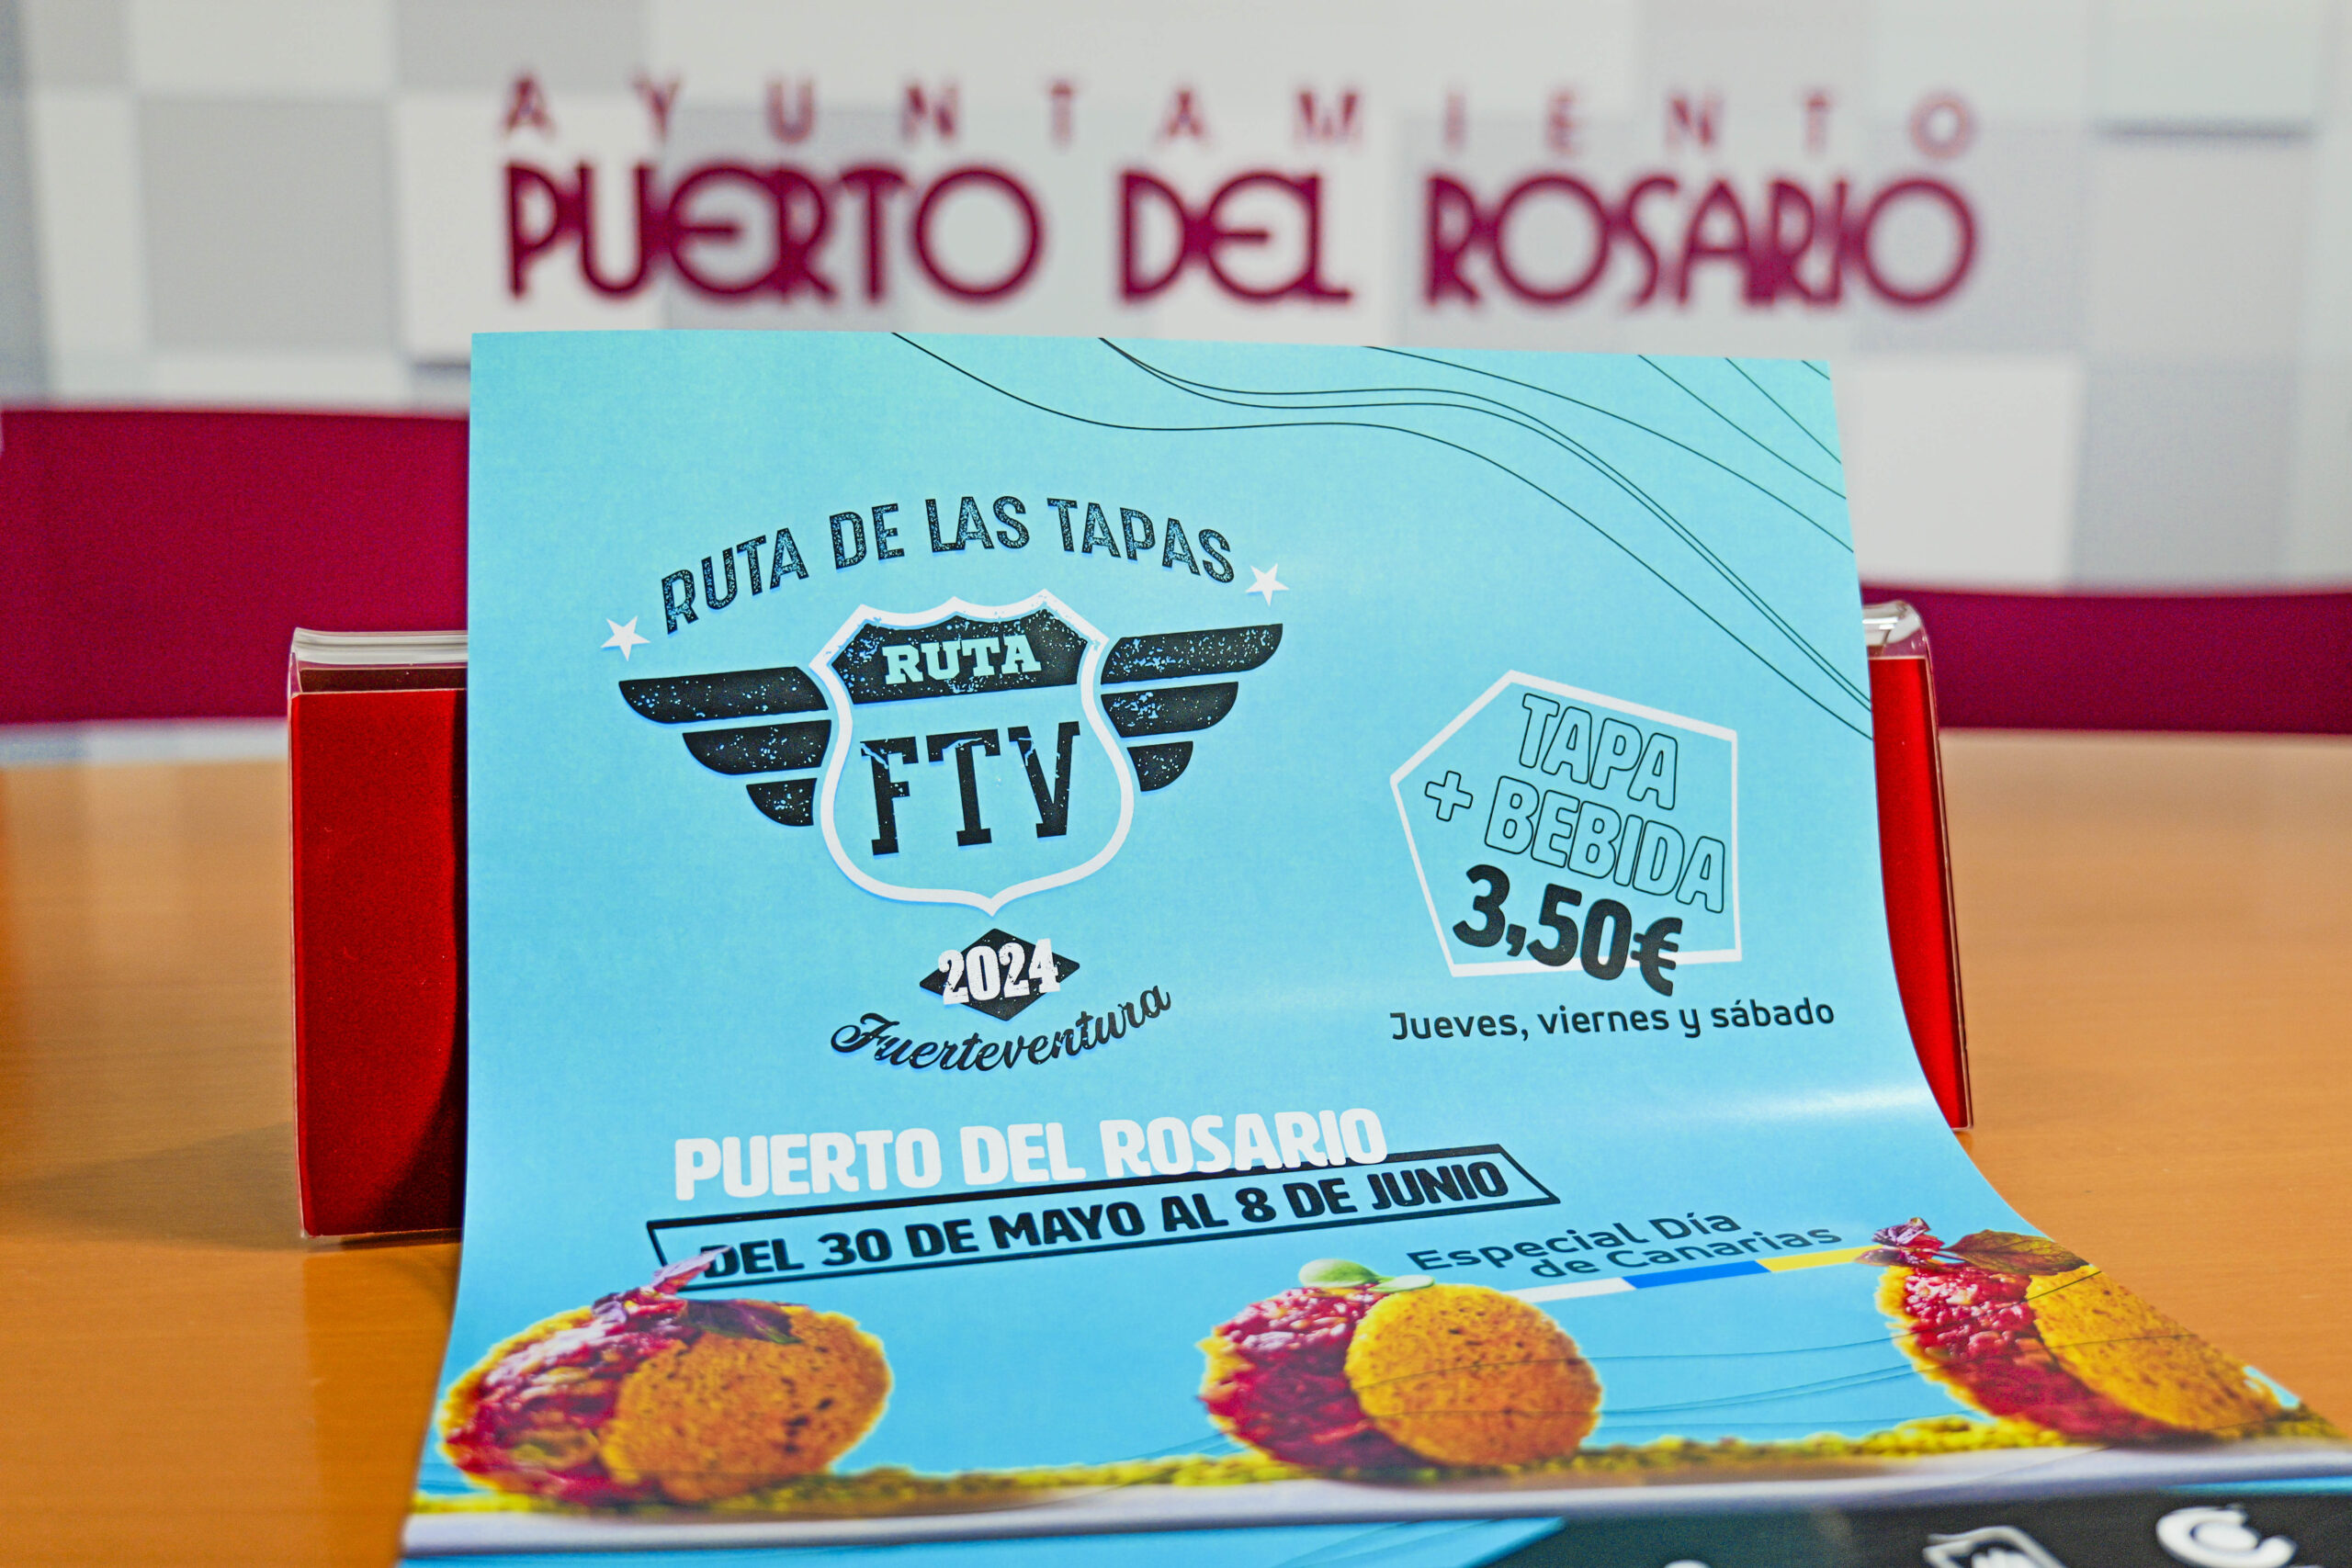 AYUNTAMIENTO
PUERTO DEL ROSARIO
RUTA DE LAS TAPAS
RUTA
FTV
2024
Fuerteventura
TAPA
+ BEBIDA
3,50€
Jueves, viernes y sábado
PUERTO DEL ROSARIO
DEL 30 DE MAYO AL 8 DE JUNIO
Especial Día
de Canarias